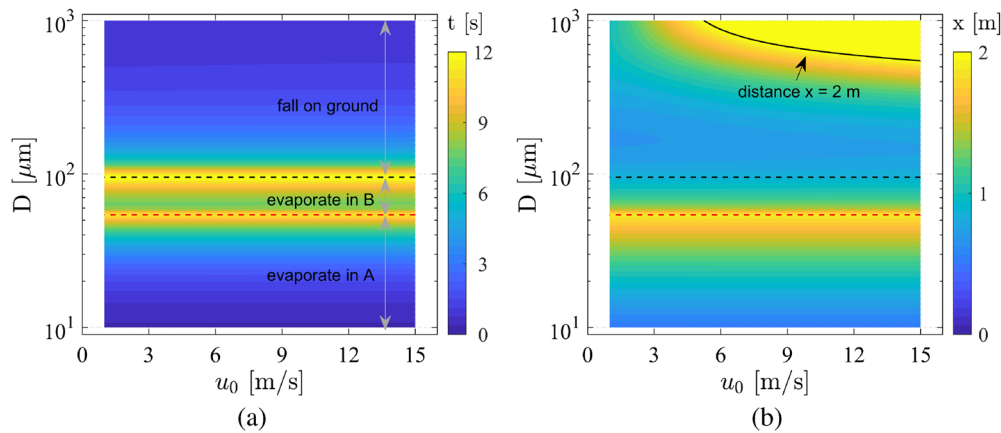 10³
10²
10¹
D [μm]
0 3 6 9 12 15
u₀ [m/s]
fall on ground
evaporate in B
evaporate in A
t [s]
12
9
6
3
0
(a)
10³
10²
10¹
D [μm]
0 3 6 9 12 15
u₀ [m/s]
distance x = 2 m
x [m]
2
1
0
(b)